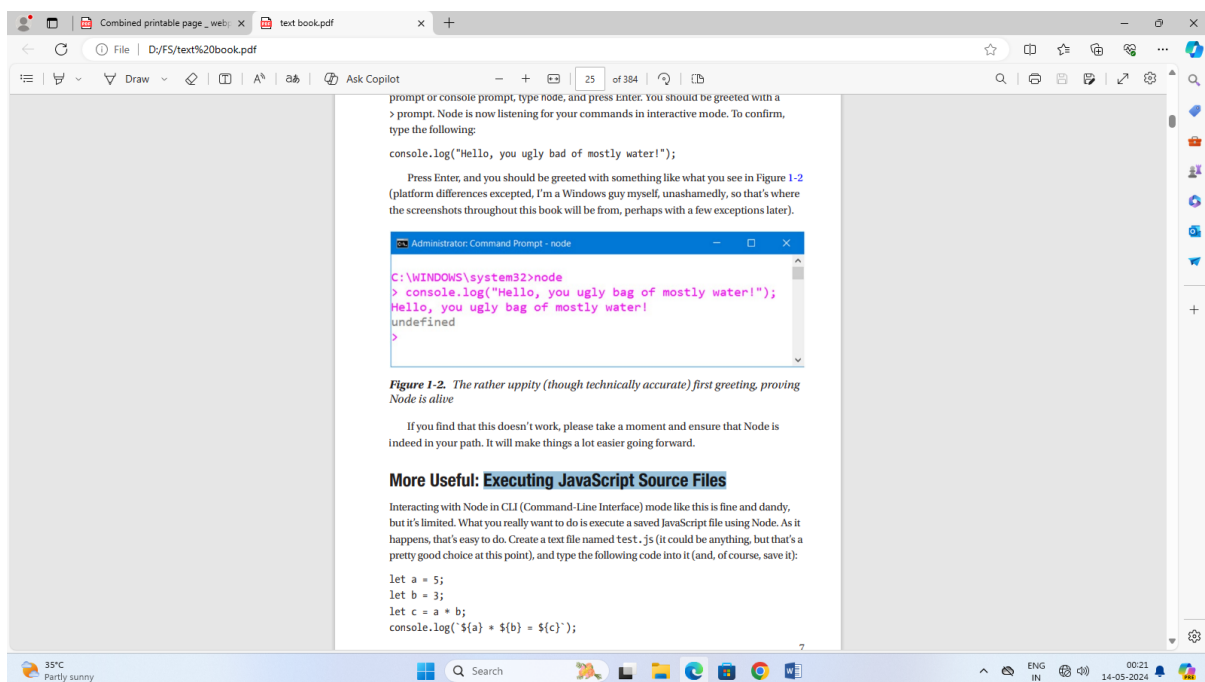 Combined printable page _ webp
text book.pdf
File
D:/FS/text%20book.pdf
Draw
Ask Copilot
25
of 384
prompt or console prompt, type node, and press Enter. You should be greeted with a
> prompt. Node is now listening for your commands in interactive mode. To confirm,
type the following:
console.log("Hello, you ugly bad of mostly water!");
Press Enter, and you should be greeted with something like what you see in Figure 1-2
(platform differences excepted, I'm a Windows guy myself, unashamedly, so that's where
the screenshots throughout this book will be from, perhaps with a few exceptions later).
Administrator: Command Prompt - node
C:\WINDOWS\system32>node
> console.log("Hello, you ugly bag of mostly water!");
Hello, you ugly bag of mostly water!
undefined
>
Figure 1-2. The rather uppity (though technically accurate) first greeting, proving
Node is alive
If you find that this doesn't work, please take a moment and ensure that Node is
indeed in your path. It will make things a lot easier going forward.
More Useful: Executing JavaScript Source Files
Interacting with Node in CLI (Command-Line Interface) mode like this is fine and dandy,
but it's limited. What you really want to do is execute a saved JavaScript file using Node. As it
happens, that's easy to do. Create a text file named test.js (it could be anything, but that's a
pretty good choice at this point), and type the following code into it (and, of course, save it):
let a = 5;
let b = 3;
let c = a * b;
console.log(`${a} * ${b} = ${c}`);
7
35°C
Partly sunny
Search
ENG
IN
00:21
14-05-2024